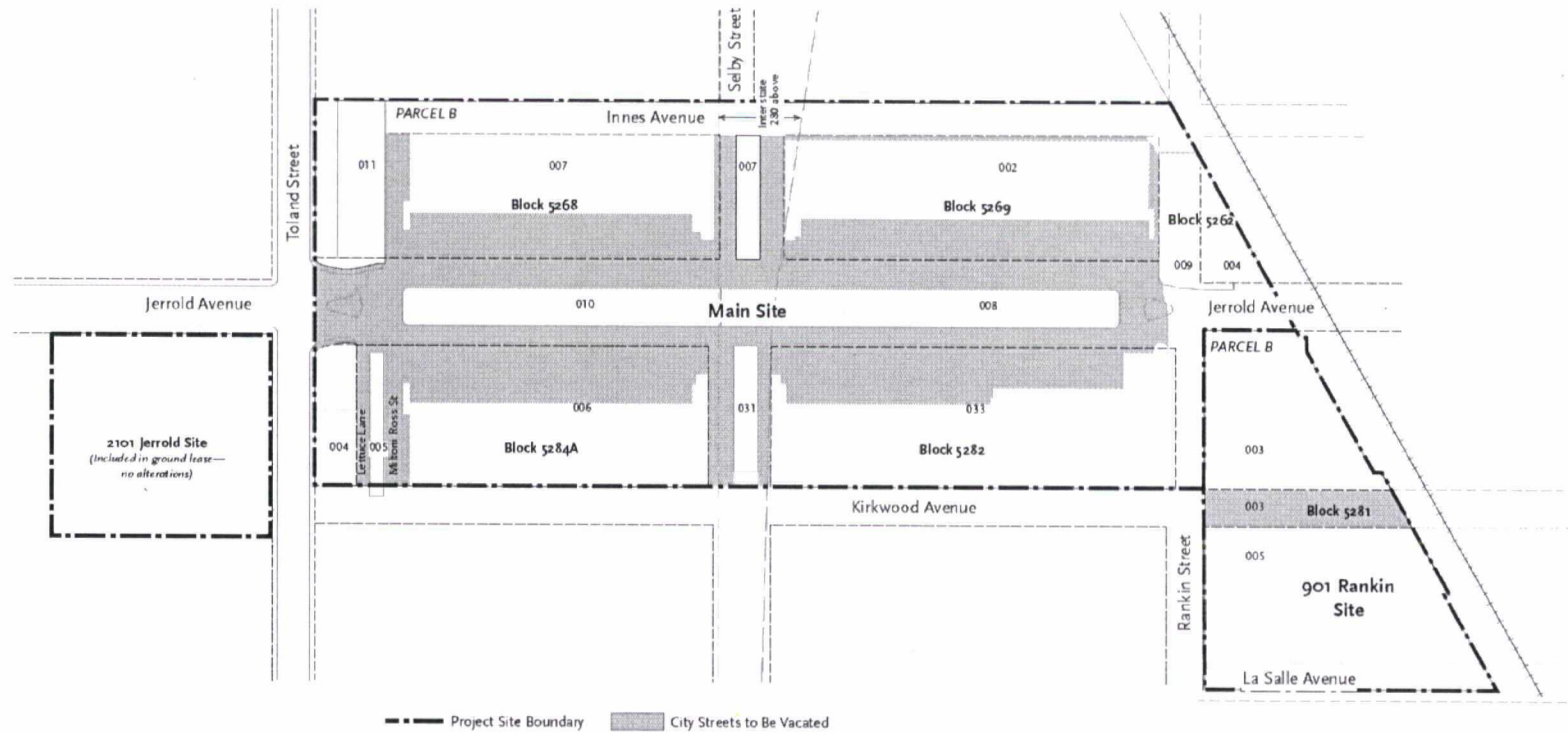 Selby Street
Interstate
280 above
PARCEL B
Innes Avenue
Toland Street
011
007
007
002
Block 5268
Block 5269
Block 5262
009
004
Jerrold Avenue
010
Main Site
008
Jerrold Avenue
PARCEL B
2101 Jerrold Site
(Included in ground lease—
no alterations)
004
Lettuce Lane
005
Miltom Ross St
006
Block 5284A
031
033
Block 5282
003
Kirkwood Avenue
003
Block 5281
Rankin Street
005
901 Rankin
Site
La Salle Avenue
Project Site Boundary
City Streets to Be Vacated